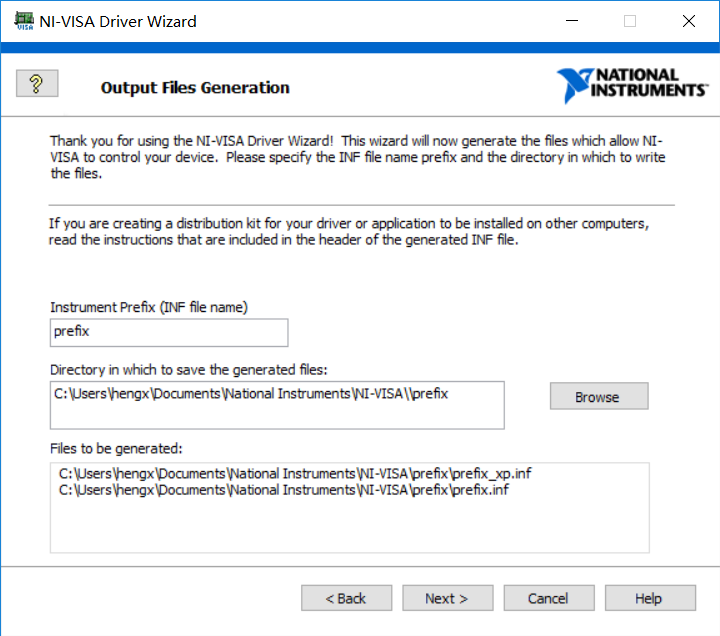 NI-VISA Driver Wizard
?
Output Files Generation
NATIONAL
INSTRUMENTS™
Thank you for using the NI-VISA Driver Wizard!  This wizard will now generate the files which allow NI-
VISA to control your device.  Please specify the INF file name prefix and the directory in which to write
the files.
If you are creating a distribution kit for your driver or application to be installed on other computers,
read the instructions that are included in the header of the generated INF file.
Instrument Prefix (INF file name)
prefix
Directory in which to save the generated files:
C:\Users\hengx\Documents\National Instruments\NI-VISA\\prefix
Browse
Files to be generated:
C:\Users\hengx\Documents\National Instruments\NI-VISA\prefix\prefix_xp.inf
C:\Users\hengx\Documents\National Instruments\NI-VISA\prefix\prefix.inf
< Back
Next >
Cancel
Help